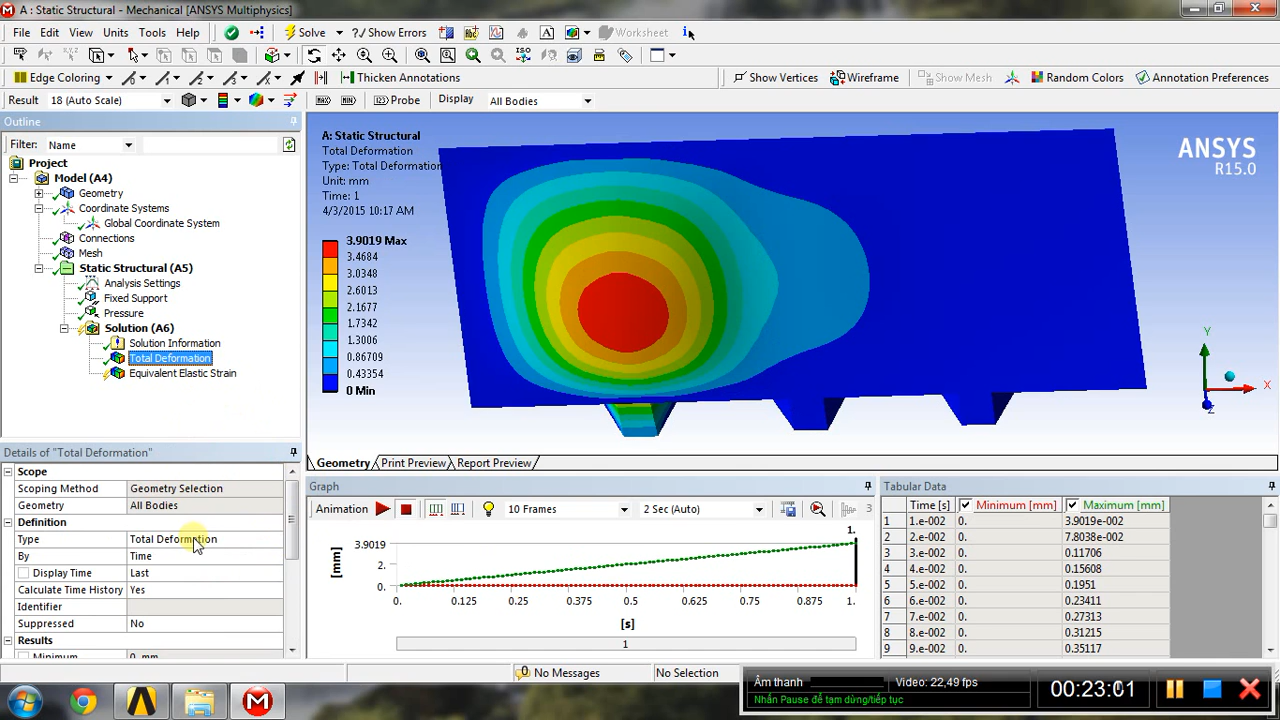 A : Static Structural - Mechanical [ANSYS Multiphysics]
File Edit View Units Tools Help Solve ?/Show Errors Worksheet
Edge Coloring Thicken Annotations Show Vertices Wireframe Show Mesh Random Colors Annotation Preferences
Result 18 (Auto Scale) Probe Display All Bodies
Outline
Filter: Name
Project
Model (A4)
Geometry
Coordinate Systems
Global Coordinate System
Connections
Mesh
Static Structural (A5)
Analysis Settings
Fixed Support
Pressure
Solution (A6)
Solution Information
Total Deformation
Equivalent Elastic Strain
A: Static Structural
Total Deformation
Type: Total Deformation
Unit: mm
Time: 1
4/3/2015 10:17 AM
3.9019 Max
3.4684
3.0348
2.6013
2.1677
1.7342
1.3006
0.86709
0.43354
0 Min
ANSYS
R15.0
Y
X
Z
Geometry Print Preview Report Preview
Details of "Total Deformation"
Scope
Scoping Method Geometry Selection
Geometry All Bodies
Definition
Type Total Deformation
By Time
Display Time Last
Calculate Time History Yes
Identifier
Suppressed No
Results
Minimum 0. mm
Graph
Animation 10 Frames 2 Sec (Auto) 3
1.
3.9019
2.
0.
[mm]
0. 0.125 0.25 0.375 0.5 0.625 0.75 0.875 1.
[s]
1
Tabular Data
Time [s] Minimum [mm] Maximum [mm]
1 1.e-002 0. 3.9019e-002
2 2.e-002 0. 7.8038e-002
3 3.e-002 0. 0.11706
4 4.e-002 0. 0.15608
5 5.e-002 0. 0.1951
6 6.e-002 0. 0.23411
7 7.e-002 0. 0.27313
8 8.e-002 0. 0.31215
9 9.e-002 0. 0.35117
No Messages No Selection
Âm thanh Video: 22,49 fps
Nhấn Pause để tạm dừng/tiếp tục
00:23:01